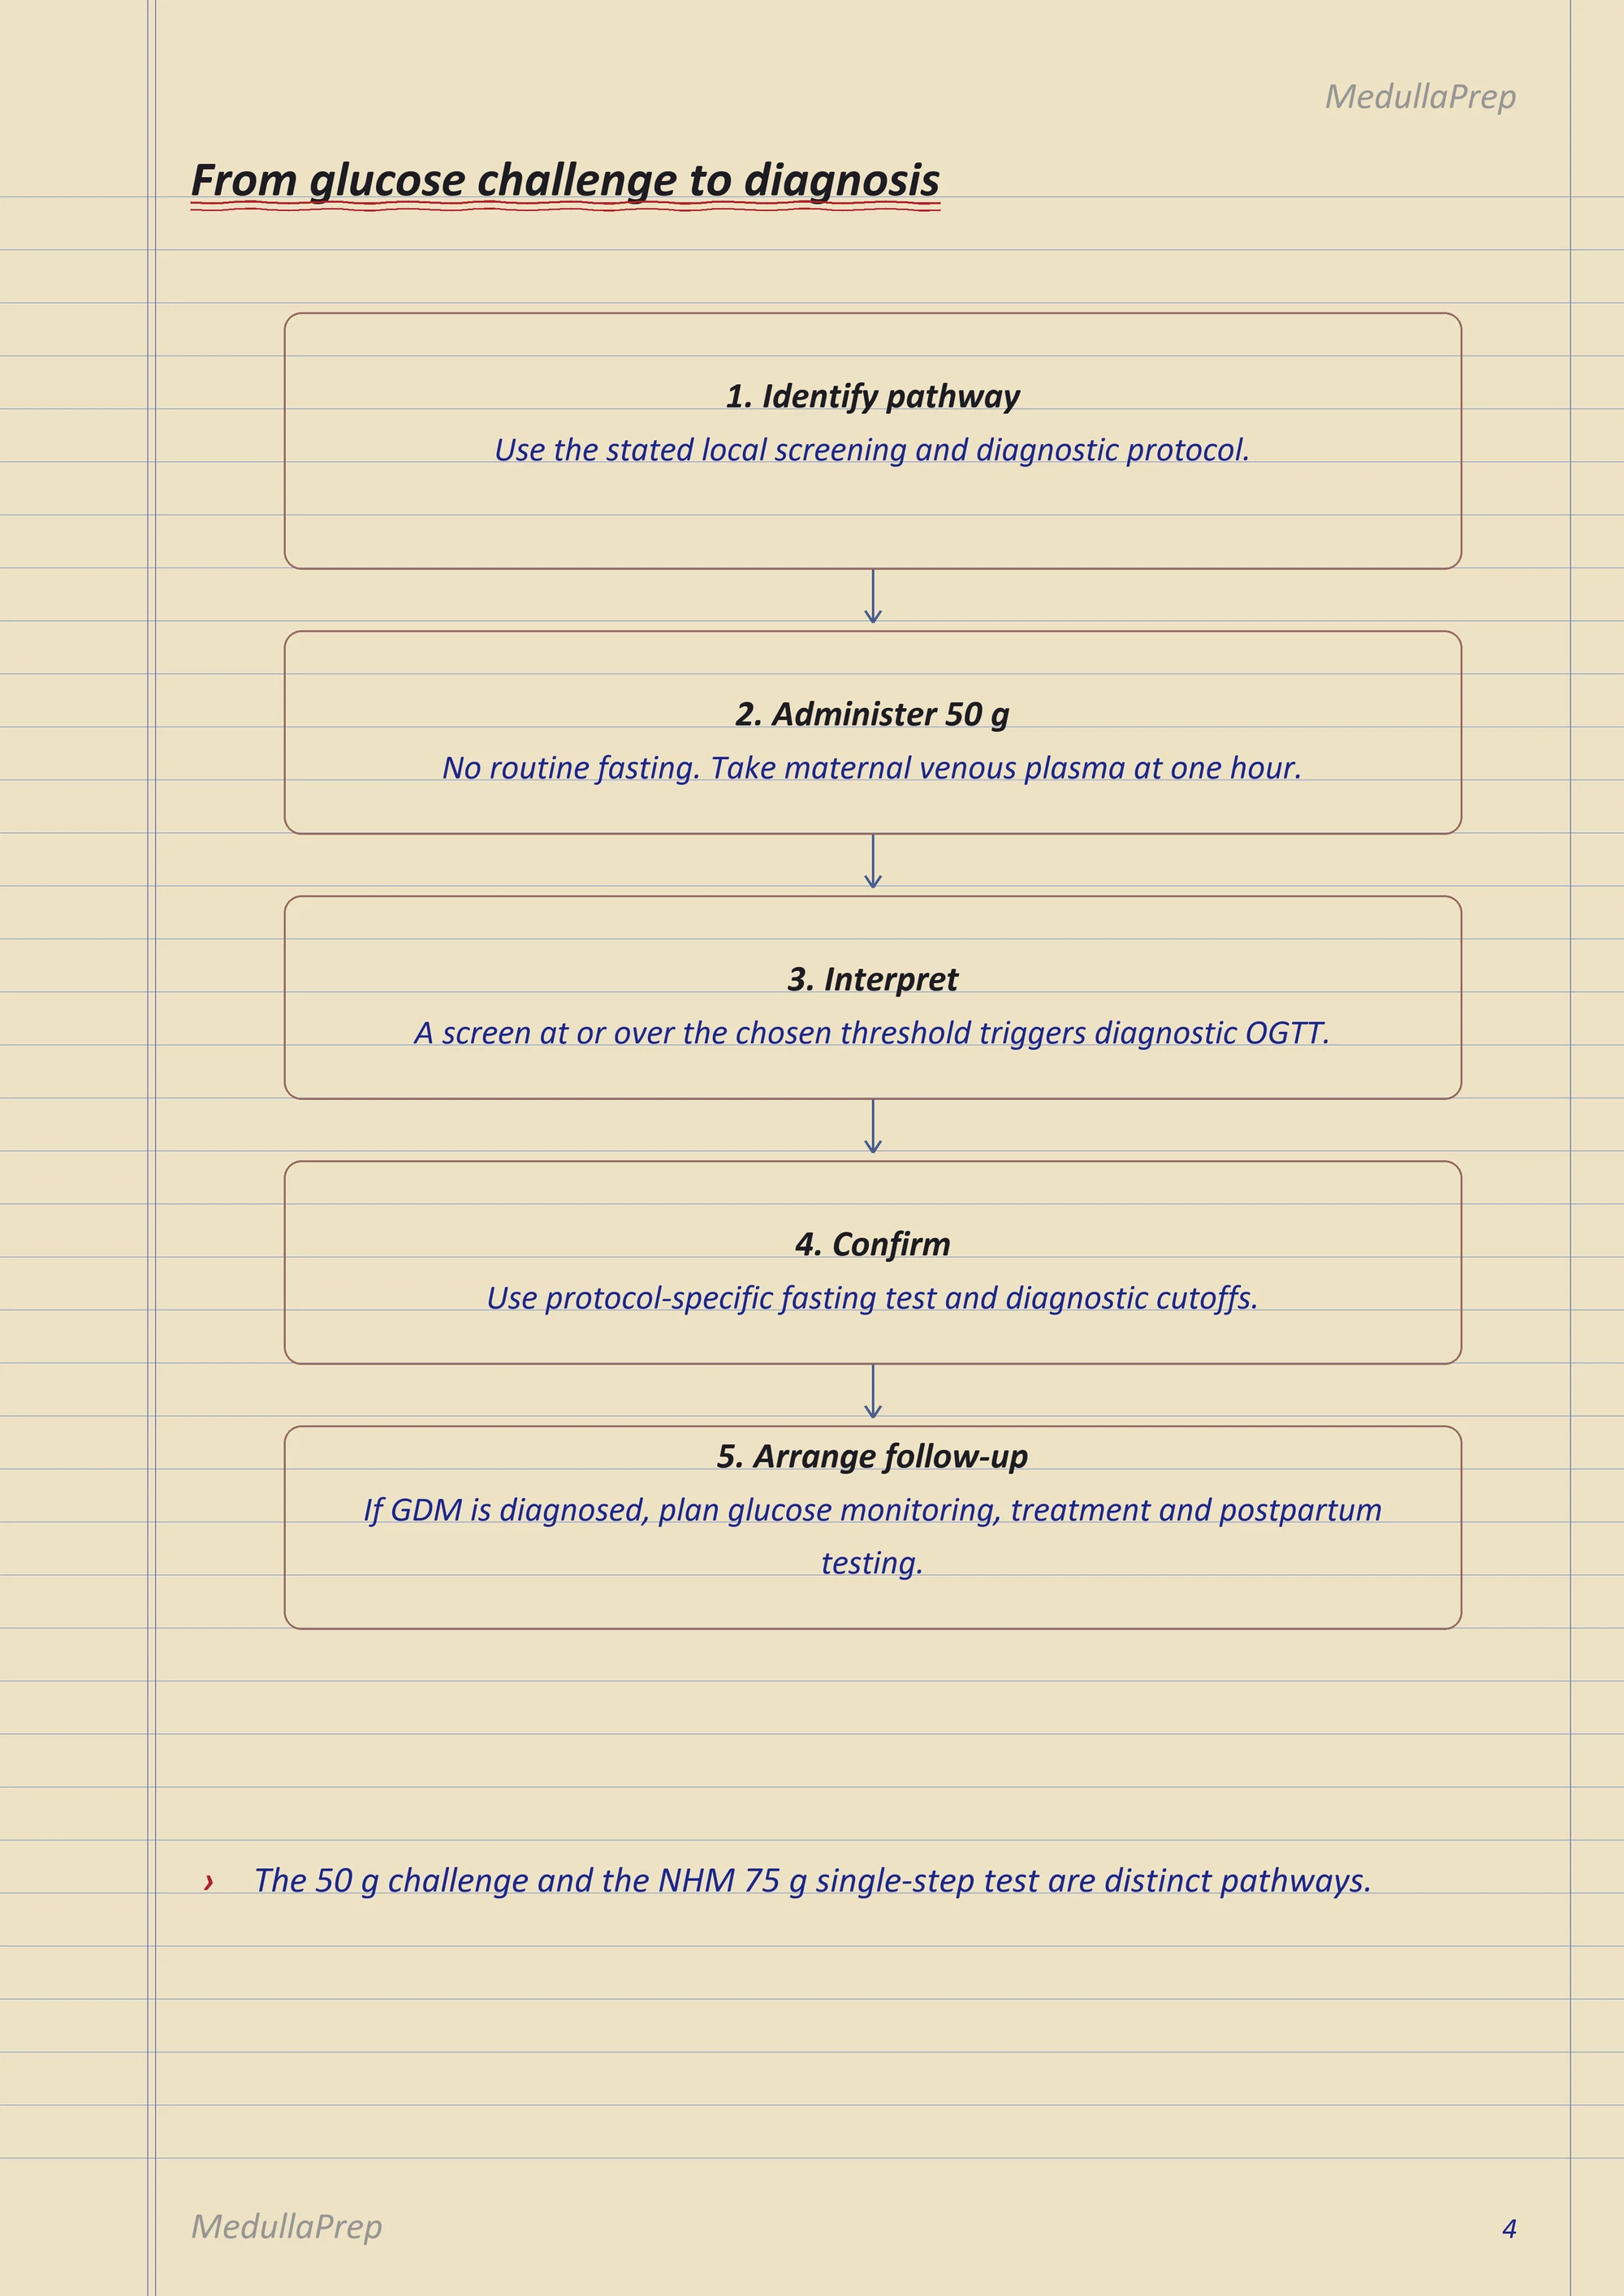 MedullaPrep
From glucose challenge to diagnosis
1. Identify pathway
Use the stated local screening and diagnostic protocol.
2. Administer 50 g
No routine fasting. Take maternal venous plasma at one hour.
3. Interpret
A screen at or over the chosen threshold triggers diagnostic OGTT.
4. Confirm
Use protocol-specific fasting test and diagnostic cutoffs.
5. Arrange follow-up
If GDM is diagnosed, plan glucose monitoring, treatment and postpartum
testing.
› The 50 g challenge and the NHM 75 g single-step test are distinct pathways.
MedullaPrep
4